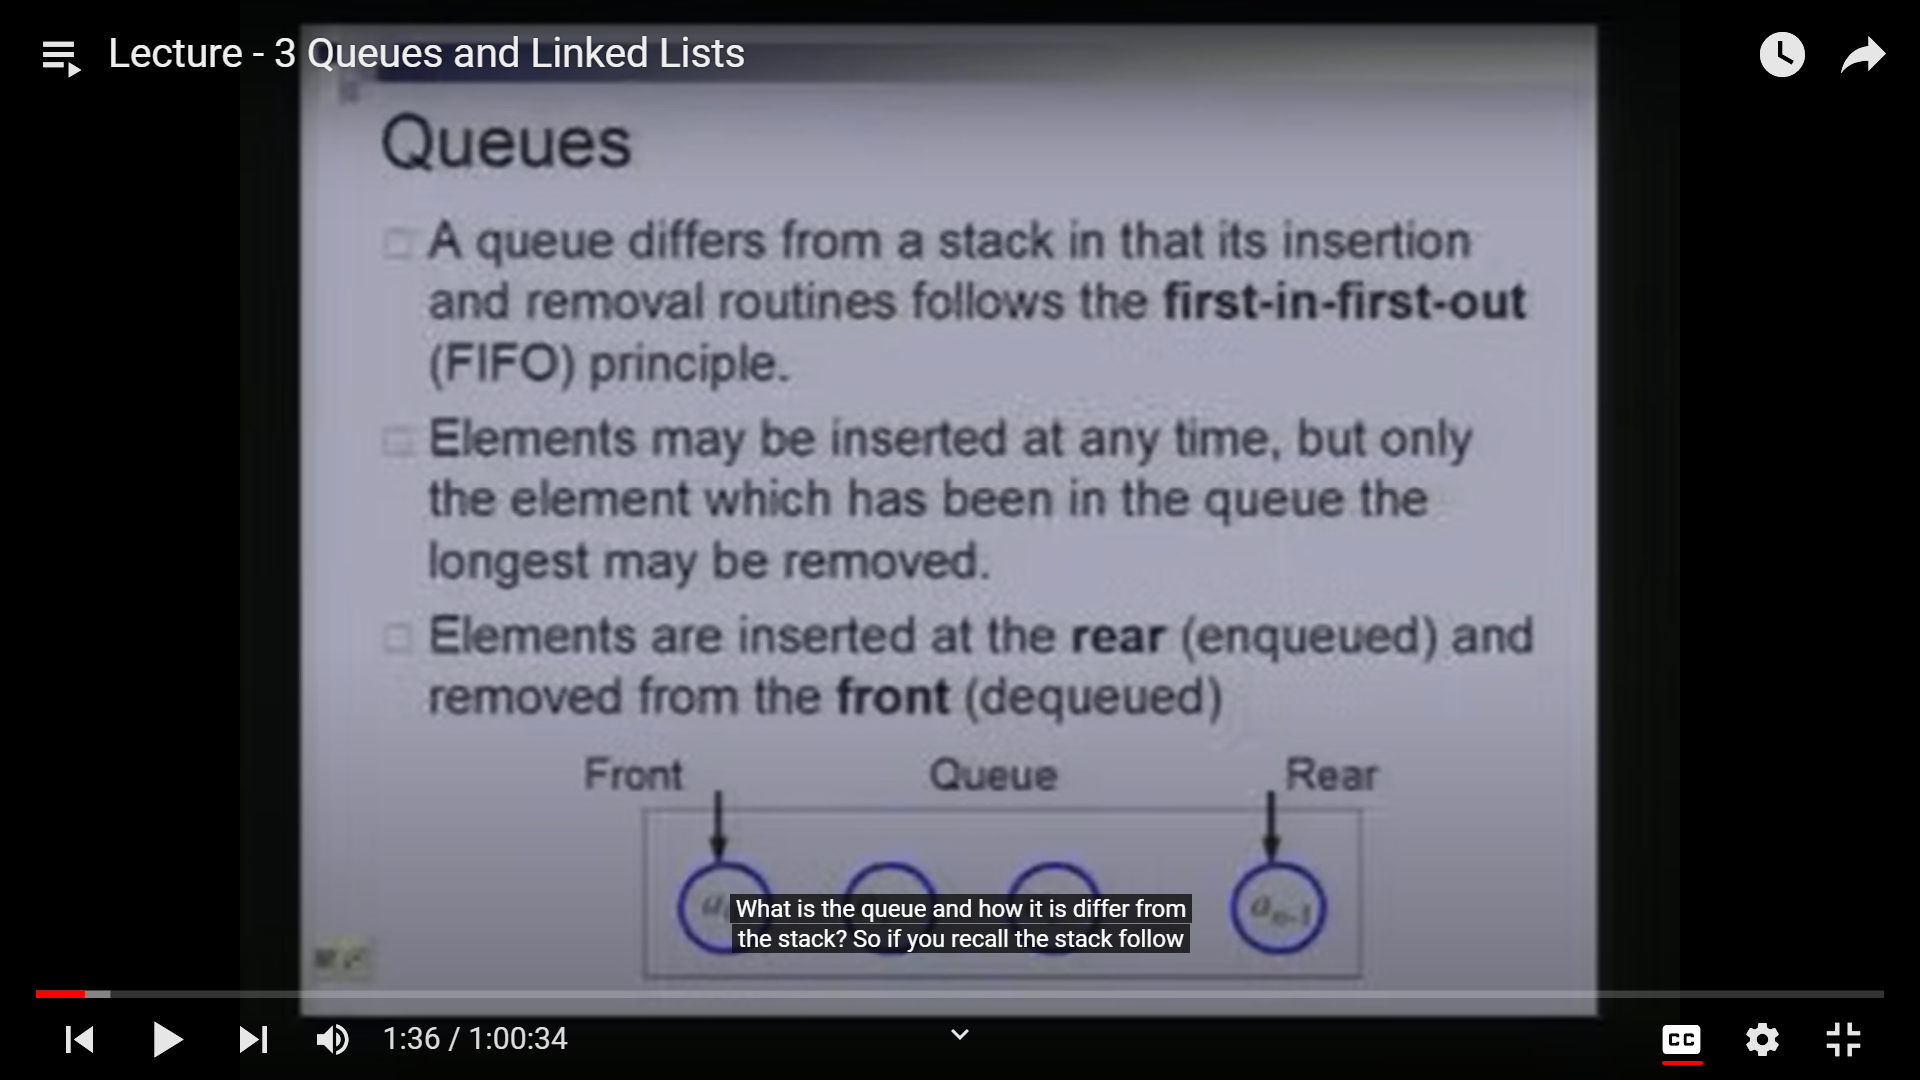 Lecture - 3 Queues and Linked Lists
Queues
A queue differs from a stack in that its insertion
and removal routines follows the first-in-first-out
(FIFO) principle.
Elements may be inserted at any time, but only
the element which has been in the queue the
longest may be removed.
Elements are inserted at the rear (enqueued) and
removed from the front (dequeued)
Front Queue Rear
aₙ₋₁
What is the queue and how it is differ from
the stack? So if you recall the stack follow
1:36 / 1:00:34
CC